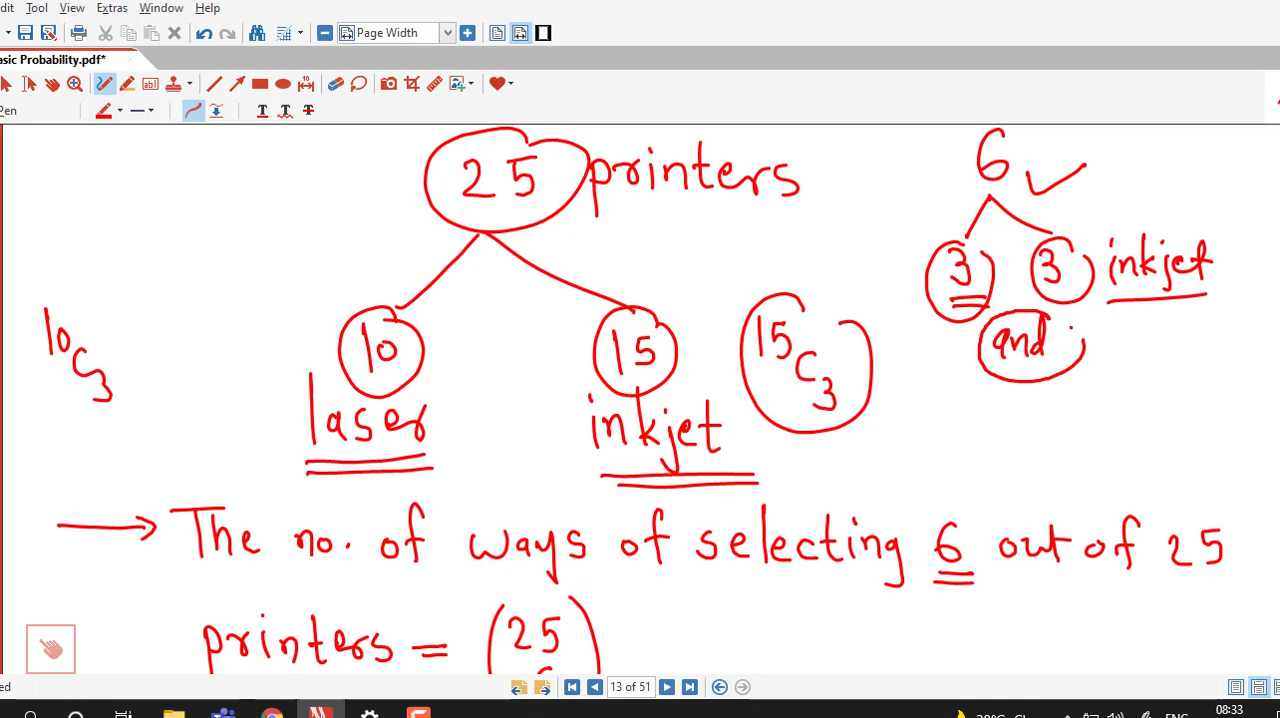 dit Tool View Extras Window Help
Page Width
asic Probability.pdf*
Pen
25 printers
6
3 3 inkjet
and
10C3
10 15 15C3
laser inkjet
The no. of ways of selecting 6 out of 25
printers = (25
13 of 51
08:33
ENG